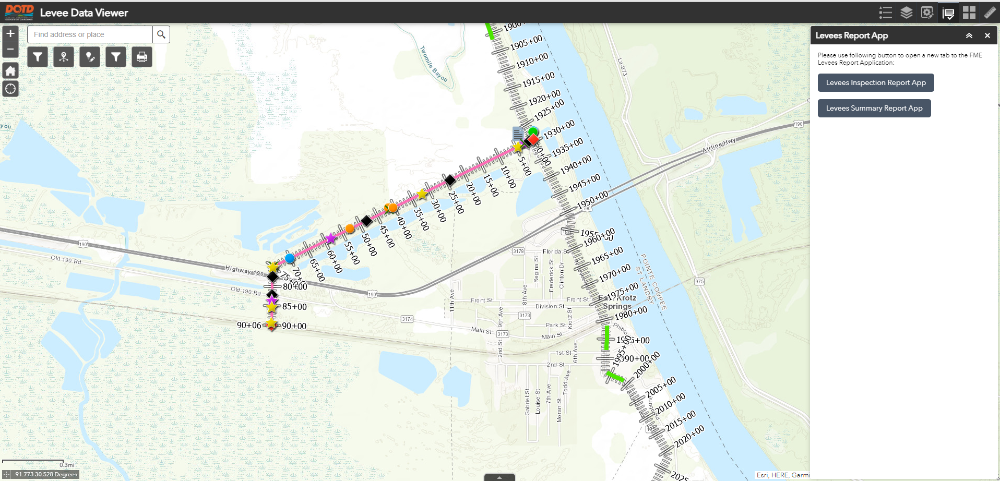 DOTD
Levee Data Viewer
Find address or place
Levees Report App
Please use following button to open a new tab to the FME
Levees Report Application:
Levees Inspection Report App
Levees Summary Report App
1900+00
1905+00
1910+00
1915+00
1920+00
1925+00
1930+00
1935+00
1940+00
1945+00
1950+00
1960+00
1965+00
1970+00
1975+00
1980+00
1995+00
2000+00
2005+00
2010+00
2015+00
2020+00
Twomile Bayou
La-973
190
Airline Hwy
190
0+00
5+00
10+00
15+00
20+00
25+00
30+00
35+00
40+00
45+00
50+00
55+00
60+00
65+00
75+00
80+00
85+00
90+06
90+00
190
Old 190 Rd
Highway 190
Old 190 Rd
190
3178
Florida S
Regina St
Frederick St
Clinton Dr
POINTE COUPEE
ST LANDRY
975
11th Ave
8th Ave
Front St
Front St
Division St
Springs
3174
3173
9th Ave
Krotz St
Park St
Main St
3173
Main St
2nd St
1st St
6th Ave
2nd St
Gabriel St
Louise St
7th Ave
Moran St
Todd Ave
0.3mi
-91.773 30.528 Degrees
Esri, HERE, Garmi